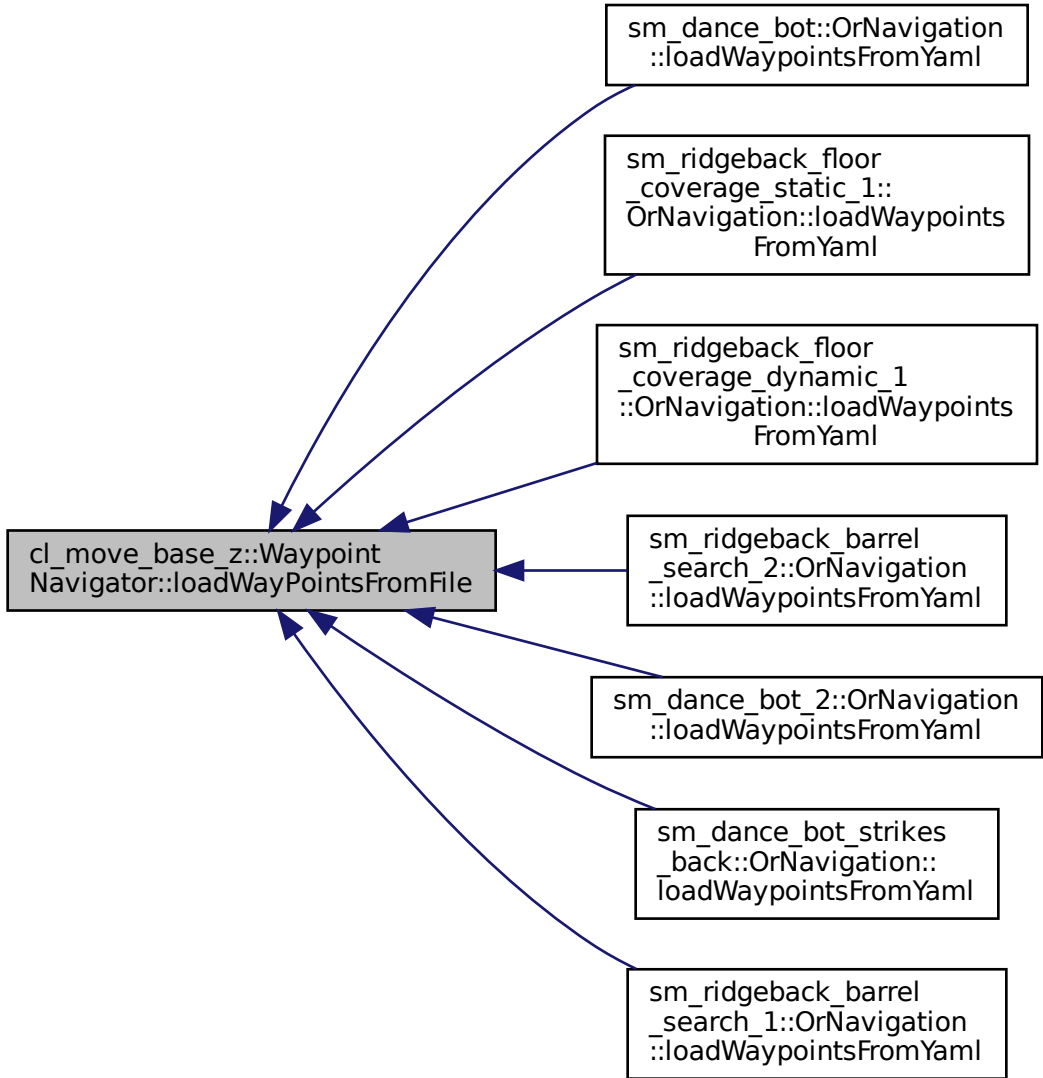 sm_dance_bot::OrNavigation
::loadWaypointsFromYaml
sm_ridgeback_floor
_coverage_static_1::
OrNavigation::loadWaypoints
FromYaml
sm_ridgeback_floor
_coverage_dynamic_1
::OrNavigation::loadWaypoints
FromYaml
cl_move_base_z::Waypoint
Navigator::loadWayPointsFromFile
sm_ridgeback_barrel
_search_2::OrNavigation
::loadWaypointsFromYaml
sm_dance_bot_2::OrNavigation
::loadWaypointsFromYaml
sm_dance_bot_strikes
_back::OrNavigation::
loadWaypointsFromYaml
sm_ridgeback_barrel
_search_1::OrNavigation
::loadWaypointsFromYaml